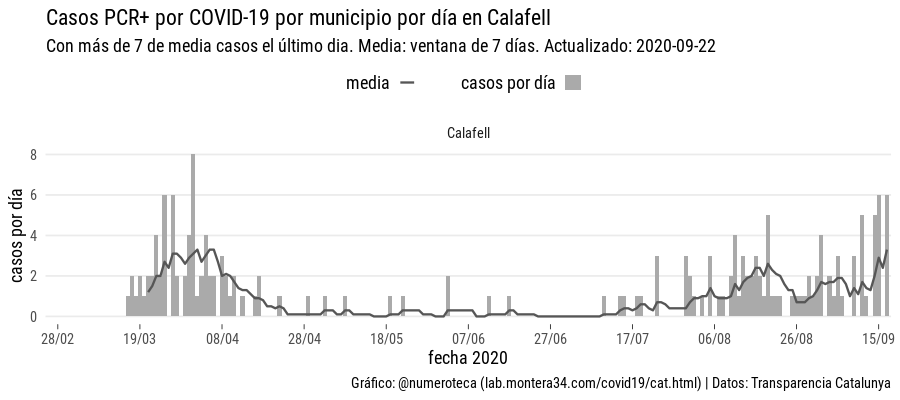 Casos PCR+ por COVID-19 por municipio por día en Calafell
Con más de 7 de media casos el último dia. Media: ventana de 7 días. Actualizado: 2020-09-22
media casos por día
Calafell
casos por día
8
6
4
2
0
28/02 19/03 08/04 28/04 18/05 07/06 27/06 17/07 06/08 26/08 15/09
fecha 2020
Gráfico: @numeroteca (lab.montera34.com/covid19/cat.html) | Datos: Transparencia Catalunya